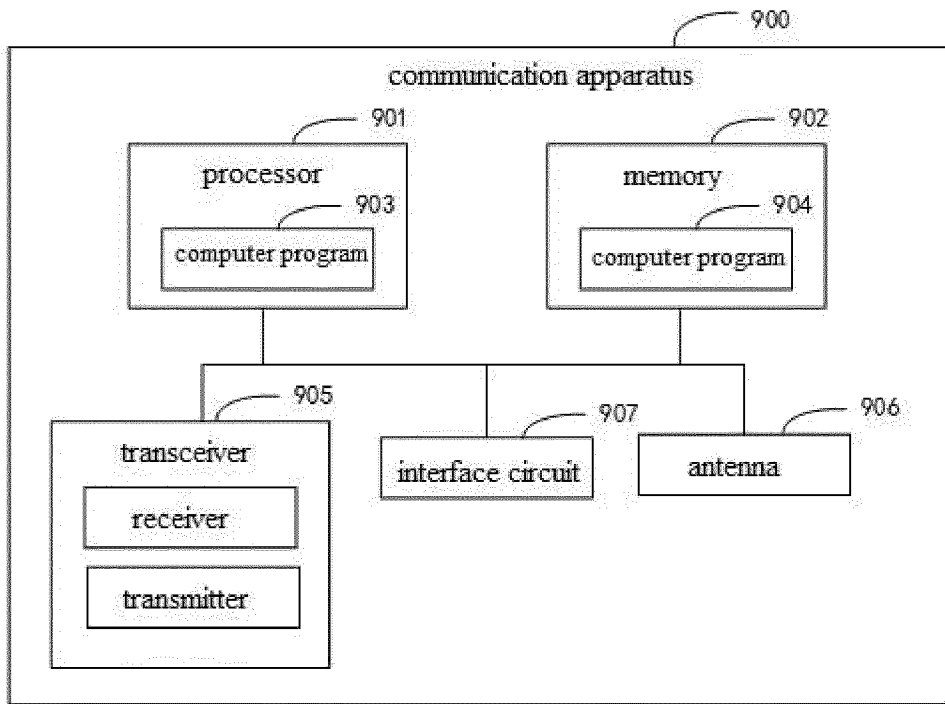 900
communication apparatus
901
902
processor
memory
903
904
computer program
computer program
905
907
906
transceiver
interface circuit
antenna
receiver
transmitter